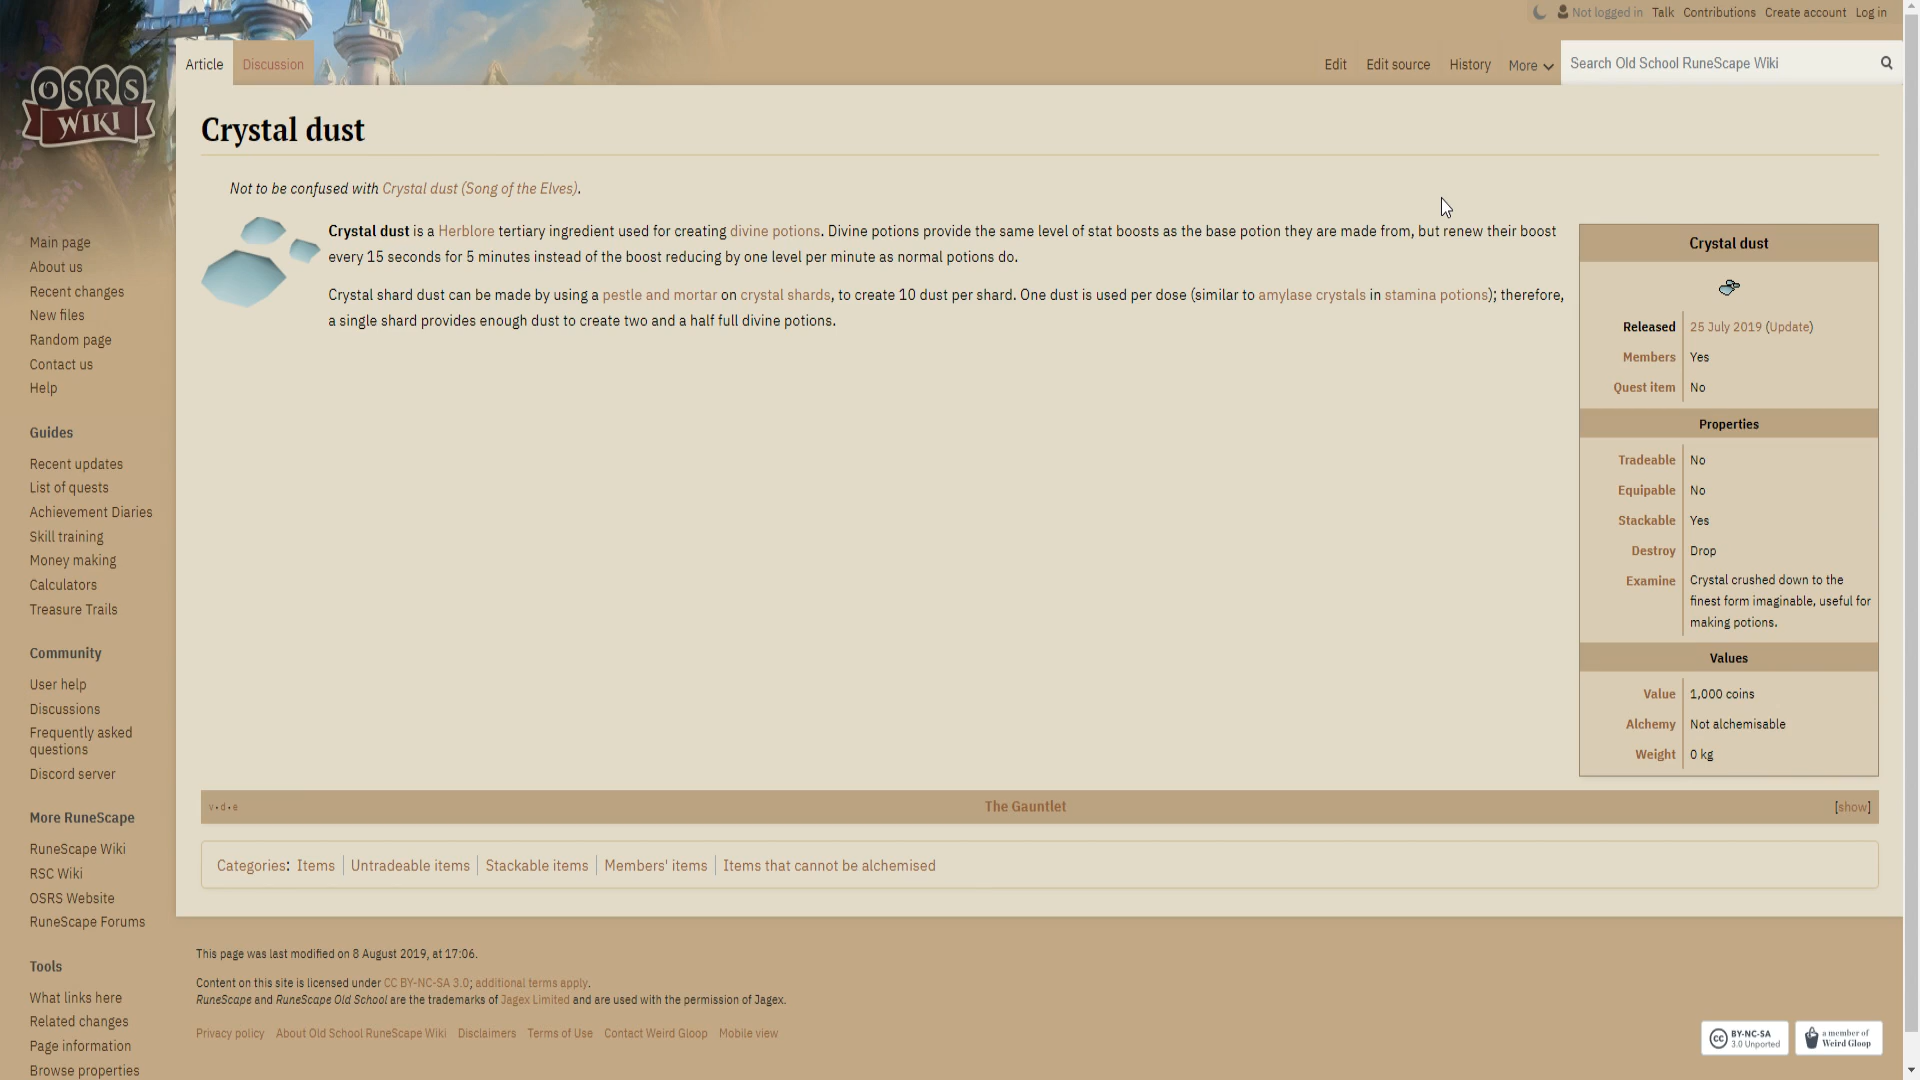 Not logged in Talk Contributions Create account Log in
Article Discussion Edit Edit source History More Search Old School RuneScape Wiki
OSRS
WIKI
Crystal dust
Not to be confused with Crystal dust (Song of the Elves).
Crystal dust is a Herblore tertiary ingredient used for creating divine potions. Divine potions provide the same level of stat boosts as the base potion they are made from, but renew their boost
every 15 seconds for 5 minutes instead of the boost reducing by one level per minute as normal potions do.
Crystal shard dust can be made by using a pestle and mortar on crystal shards, to create 10 dust per shard. One dust is used per dose (similar to amylase crystals in stamina potions); therefore,
a single shard provides enough dust to create two and a half full divine potions.
Crystal dust
Released 25 July 2019 (Update)
Members Yes
Quest item No
Properties
Tradeable No
Equipable No
Stackable Yes
Destroy Drop
Examine Crystal crushed down to the
finest form imaginable, useful for
making potions.
Values
Value 1,000 coins
Alchemy Not alchemisable
Weight 0 kg
v • d • e The Gauntlet [show]
Categories: Items Untradeable items Stackable items Members' items Items that cannot be alchemised
Main page
About us
Recent changes
New files
Random page
Contact us
Help
Guides
Recent updates
List of quests
Achievement Diaries
Skill training
Money making
Calculators
Treasure Trails
Community
User help
Discussions
Frequently asked
questions
Discord server
More RuneScape
RuneScape Wiki
RSC Wiki
OSRS Website
RuneScape Forums
Tools
What links here
Related changes
Page information
Browse properties
This page was last modified on 8 August 2019, at 17:06.
Content on this site is licensed under CC BY-NC-SA 3.0; additional terms apply.
RuneScape and RuneScape Old School are the trademarks of Jagex Limited and are used with the permission of Jagex.
Privacy policy About Old School RuneScape Wiki Disclaimers Terms of Use Contact Weird Gloop Mobile view
cc BY-NC-SA
3.0 Unported
a member of
Weird Gloop